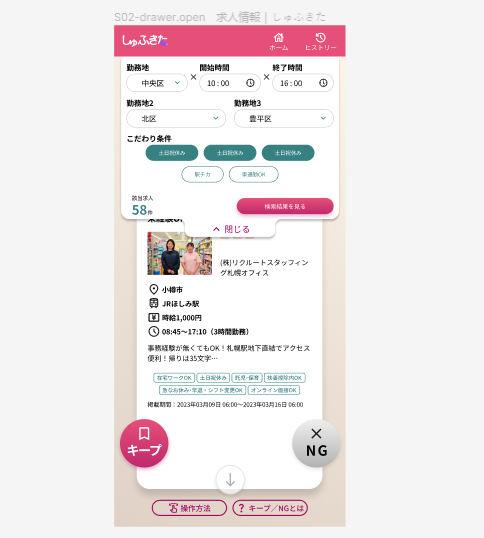 S02-drawer.open 求人情報 | しゅふきた
しゅふきた
ホーム ヒストリー
勤務地 開始時間 終了時間
中央区 × 10 : 00 × 16 : 00
勤務地2 勤務地3
北区 豊平区
こだわり条件
土日祝休み 土日祝休み 土日祝休み
駅チカ 車通勤OK
該当求人
58件 検索結果を見る
閉じる
(株)リクルートスタッフィン
グ札幌オフィス
小樽市
JRほしみ駅
時給1,000円
08:45〜17:10（3時間勤務）
事務経験が無くてもOK！札幌駅地下直結でアクセス
便利！帰りは35文字…
在宅ワークOK 土日祝休み 託児･保育 扶養控除内OK
急なお休み･早退・シフト変更OK オンライン面接OK
掲載期間：2023年03月09日 06:00〜2023年03月16日 06:00
キープ NG
操作方法 ? キープ／NGとは